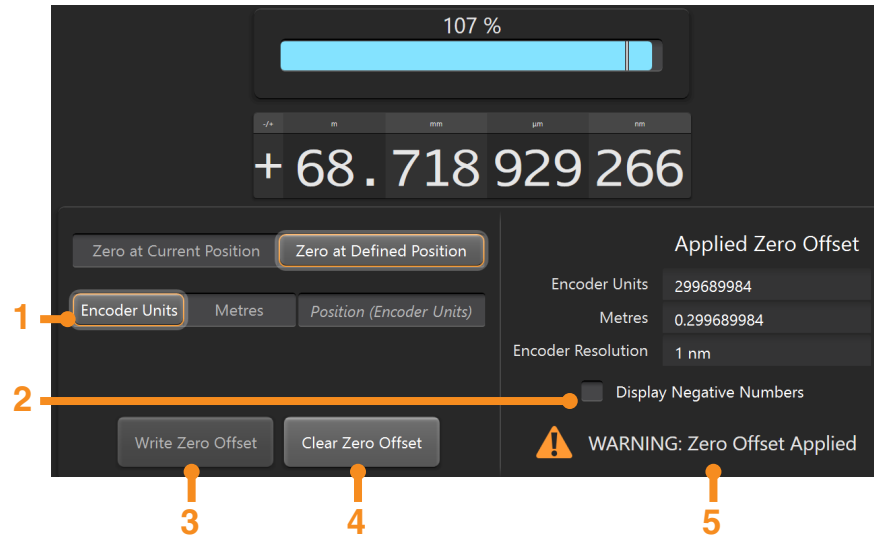 107 %
-/+ m mm µm nm
+ 68. 718 929 266
Zero at Current Position Zero at Defined Position
Applied Zero Offset
Encoder Units 299689984
1 Encoder Units Metres Position (Encoder Units)
Metres 0.299689984
Encoder Resolution 1 nm
2 Display Negative Numbers
Write Zero Offset Clear Zero Offset
WARNING: Zero Offset Applied
3 4 5